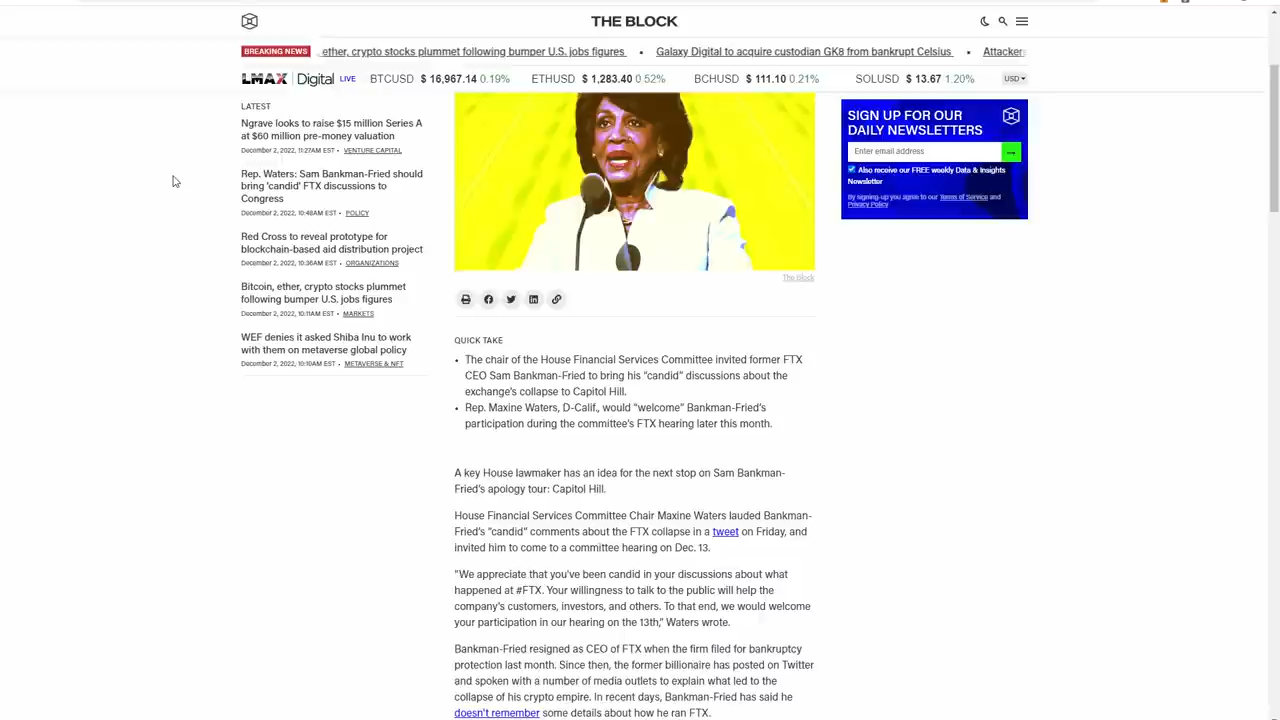 THE BLOCK
BREAKING NEWS ether, crypto stocks plummet following bumper U.S. jobs figures • Galaxy Digital to acquire custodian GK8 from bankrupt Celsius • Attackers
LMAX Digital LIVE BTCUSD $ 16,967.14 0.19% ETHUSD $ 1,283.40 0.52% BCHUSD $ 111.10 0.21% SOLUSD $ 13.67 1.20% USD
LATEST
Ngrave looks to raise $15 million Series A
at $60 million pre-money valuation
December 2, 2022, 11:27AM EST • VENTURE CAPITAL
Rep. Waters: Sam Bankman-Fried should
bring 'candid' FTX discussions to
Congress
December 2, 2022, 10:48AM EST • POLICY
Red Cross to reveal prototype for
blockchain-based aid distribution project
December 2, 2022, 10:36AM EST • ORGANIZATIONS
Bitcoin, ether, crypto stocks plummet
following bumper U.S. jobs figures
December 2, 2022, 10:11AM EST • MARKETS
WEF denies it asked Shiba Inu to work
with them on metaverse global policy
December 2, 2022, 10:10AM EST • METAVERSE & NFT
The Block
QUICK TAKE
• The chair of the House Financial Services Committee invited former FTX
CEO Sam Bankman-Fried to bring his “candid” discussions about the
exchange’s collapse to Capitol Hill.
• Rep. Maxine Waters, D-Calif., would “welcome” Bankman-Fried’s
participation during the committee’s FTX hearing later this month.
A key House lawmaker has an idea for the next stop on Sam Bankman-
Fried’s apology tour: Capitol Hill.
House Financial Services Committee Chair Maxine Waters lauded Bankman-
Fried’s “candid” comments about the FTX collapse in a tweet on Friday, and
invited him to come to a committee hearing on Dec. 13.
“We appreciate that you've been candid in your discussions about what
happened at #FTX. Your willingness to talk to the public will help the
company's customers, investors, and others. To that end, we would welcome
your participation in our hearing on the 13th,” Waters wrote.
Bankman-Fried resigned as CEO of FTX when the firm filed for bankruptcy
protection last month. Since then, the former billionaire has posted on Twitter
and spoken with a number of media outlets to explain what led to the
collapse of his crypto empire. In recent days, Bankman-Fried has said he
doesn't remember some details about how he ran FTX.
SIGN UP FOR OUR
DAILY NEWSLETTERS
Enter email address
Also receive our FREE weekly Data & Insights
Newsletter
By signing-up you agree to our Terms of Service and
Privacy Policy